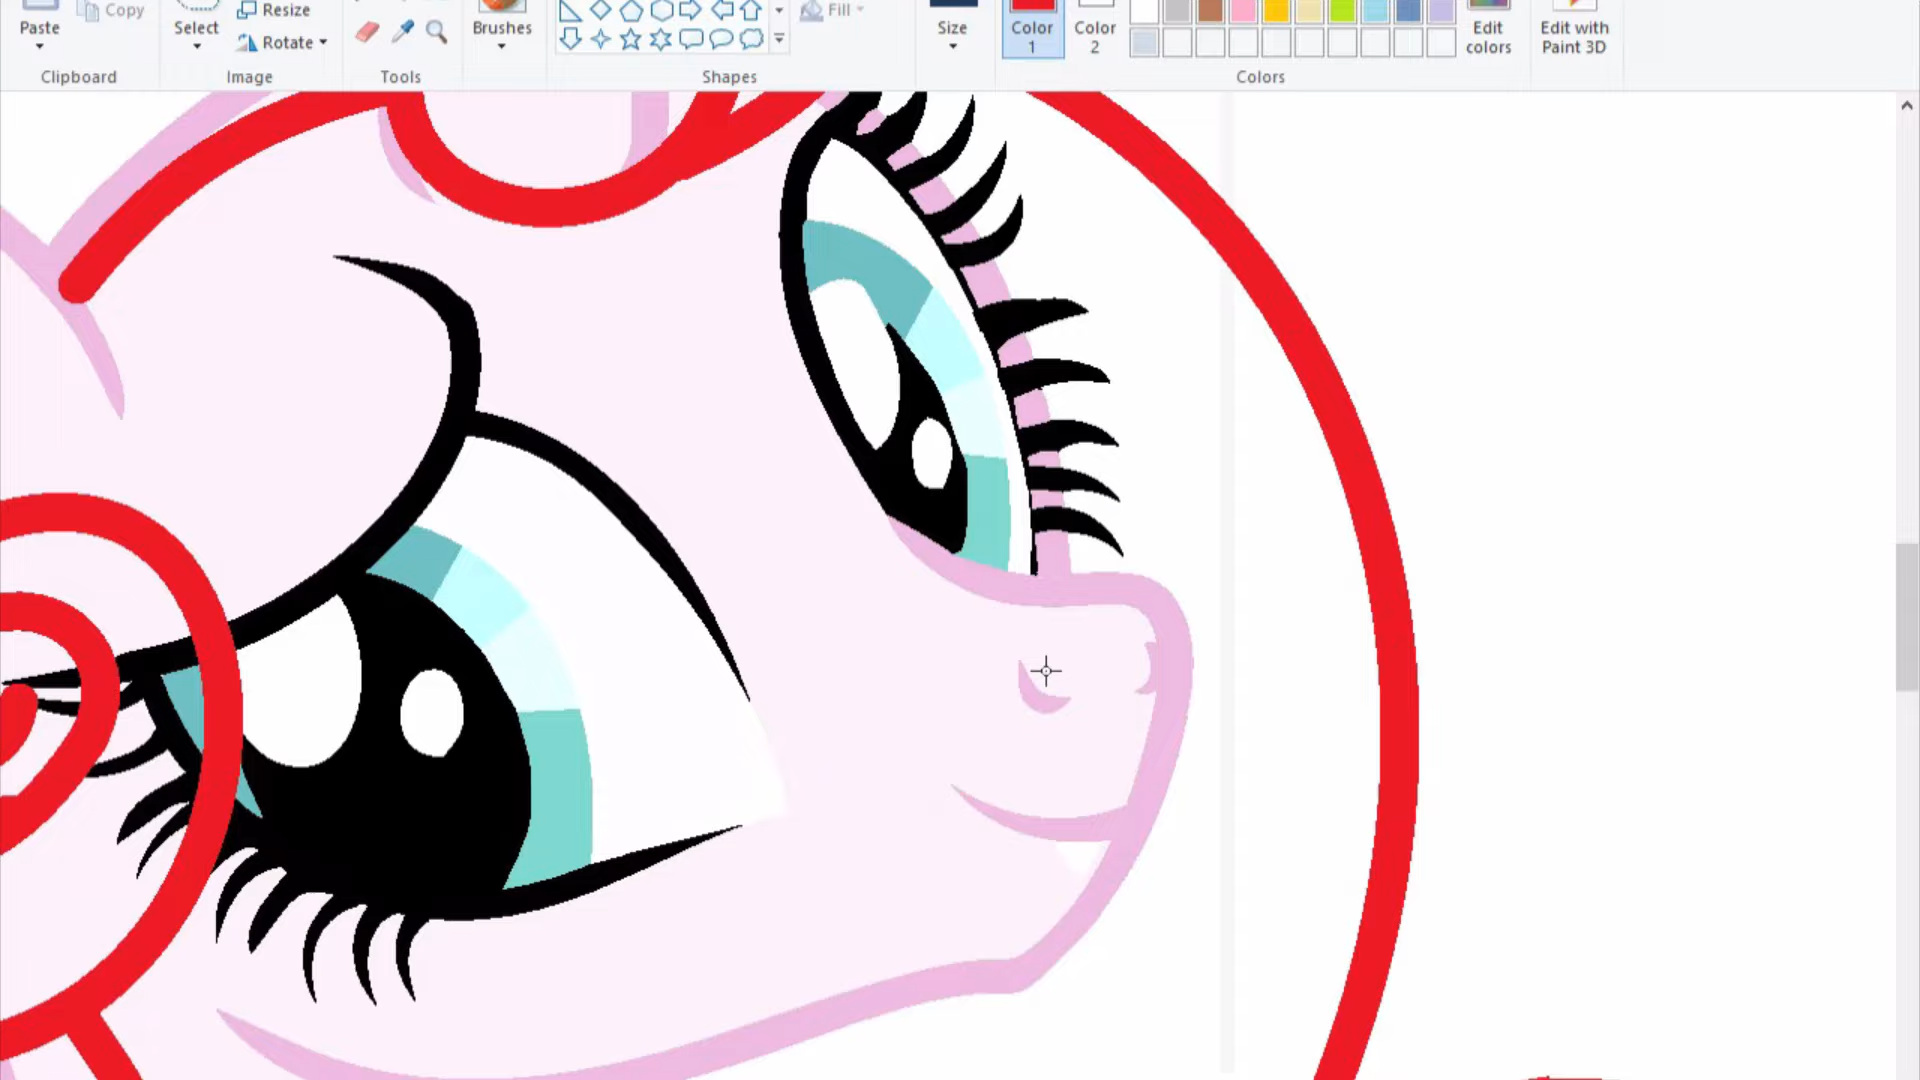 Paste
Copy
Select
Resize
Rotate
Brushes
Fill
Size
Color 1
Color 2
Edit colors
Edit with Paint 3D
Clipboard
Image
Tools
Shapes
Colors